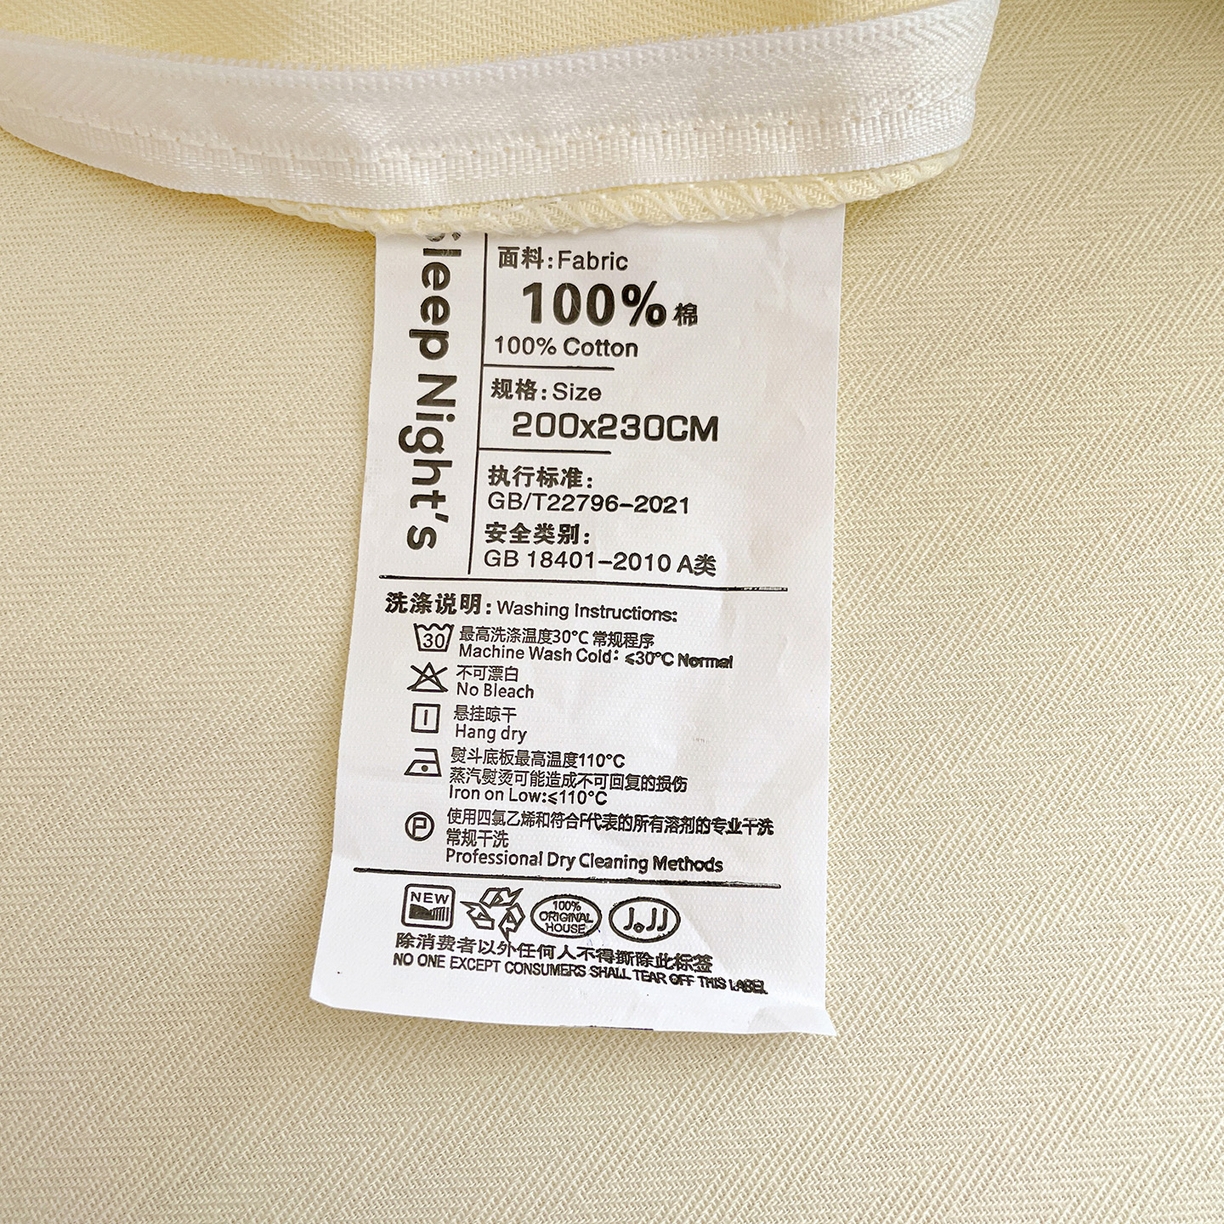 Sleep Night's
面料:Fabric
100%棉
100% Cotton
规格:Size
200x230CM
执行标准:
GB/T22796-2021
安全类别:
GB 18401-2010 A类
洗涤说明:Washing Instructions:
30
最高洗涤温度30℃ 常规程序
Machine Wash Cold: ≤30℃ Normal
不可漂白
No Bleach
悬挂晾干
Hang dry
熨斗底板最高温度110℃
蒸汽熨烫可能造成不可回复的损伤
Iron on Low:≤110℃
P
使用四氯乙烯和符合F代表的所有溶剂的专业干洗
常规干洗
Professional Dry Cleaning Methods
NEW
100%
ORIGINAL
HOUSE
JoJJ
除消费者以外任何人不得撕除此标签
NO ONE EXCEPT CONSUMERS SHALL TEAR OFF THIS LABEL